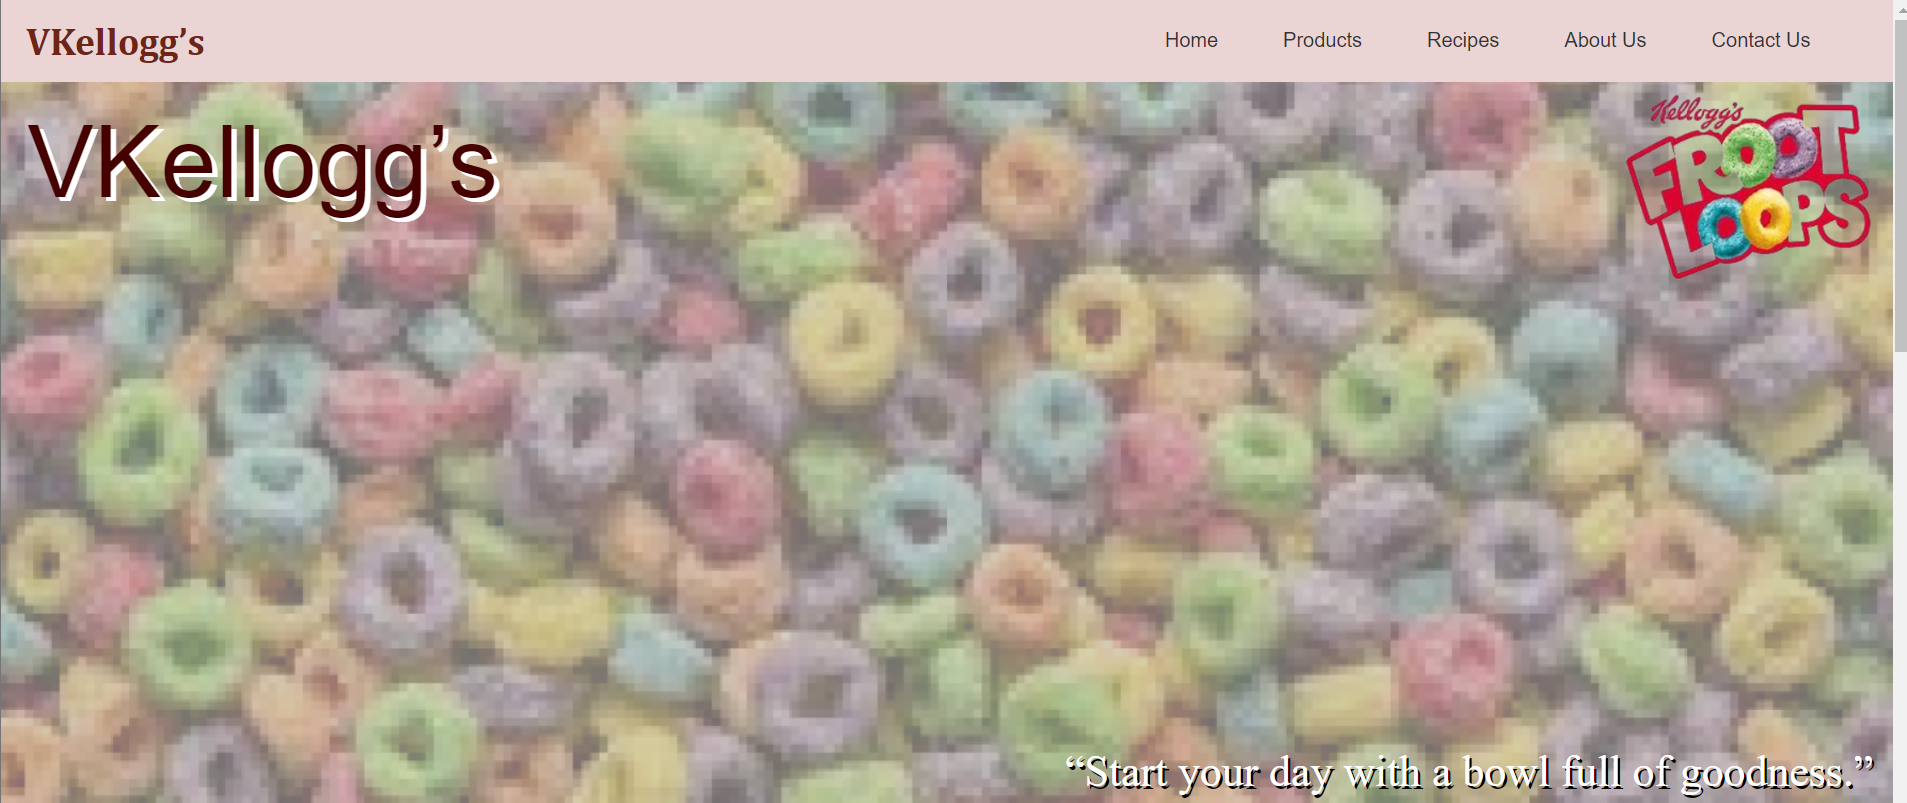 VKellogg’s
Home Products Recipes About Us Contact Us
VKellogg’s
Kellogg's
FROOT
LOOPS
“Start your day with a bowl full of goodness.”